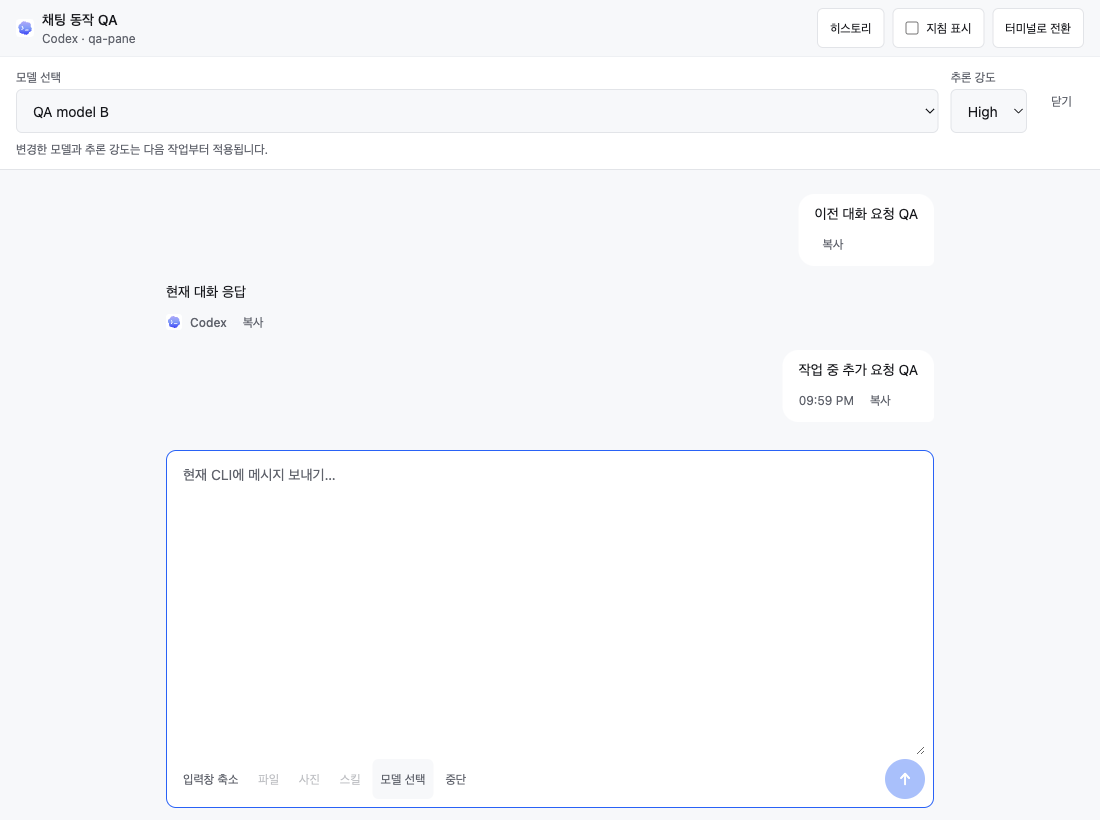 채팅 동작 QA
Codex · qa-pane
히스토리
지침 표시
터미널로 전환
모델 선택
추론 강도
QA model B
High
닫기
변경한 모델과 추론 강도는 다음 작업부터 적용됩니다.
이전 대화 요청 QA
복사
현재 대화 응답
Codex 복사
작업 중 추가 요청 QA
09:59 PM 복사
현재 CLI에 메시지 보내기...
입력창 축소 파일 사진 스킬 모델 선택 중단